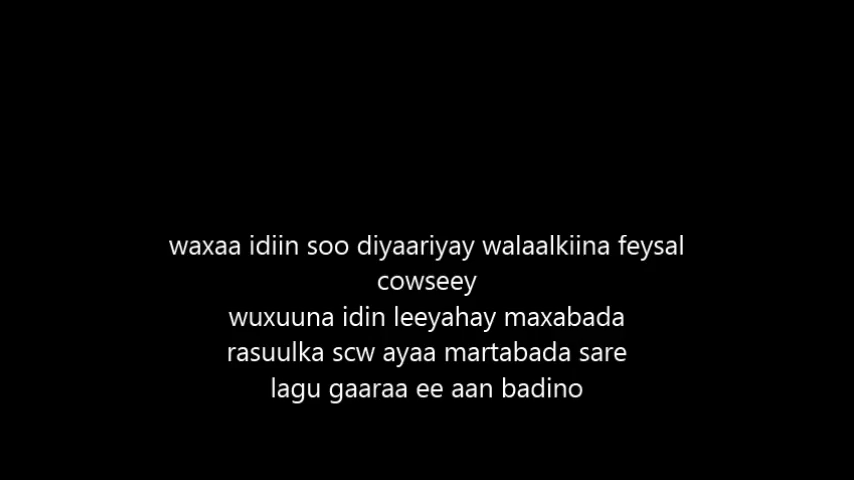 waxaa idiin soo diyaariyay walaalkiina feysal
cowseey
wuxuuna idin leeyahay maxabada
rasuulka scw ayaa martabada sare
lagu gaaraa ee aan badino